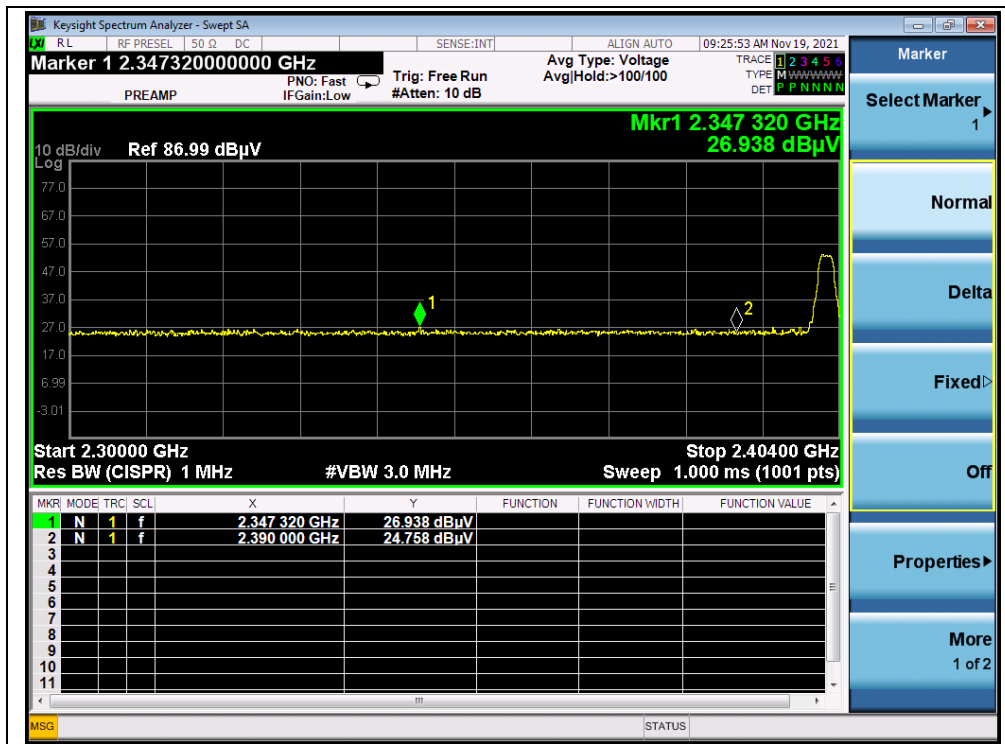 Keysight Spectrum Analyzer - Swept SA
LXI RL RF PRESEL 50 Ω DC SENSE:INT ALIGN AUTO 09:25:53 AM Nov 19, 2021
Marker 1 2.347320000000 GHz
PREAMP
PNO: Fast
IFGain:Low
Trig: Free Run
#Atten: 10 dB
Avg Type: Voltage
Avg|Hold:>100/100
TRACE 1 2 3 4 5 6
TYPE M W W W W W
DET P P N N N N
Mkr1 2.347 320 GHz
26.938 dBµV
10 dB/div Ref 86.99 dBµV
Log
77.0
67.0
57.0
47.0
37.0
27.0
17.0
6.99
-3.01
1
2
Start 2.30000 GHz Stop 2.40400 GHz
Res BW (CISPR) 1 MHz #VBW 3.0 MHz Sweep 1.000 ms (1001 pts)
MKR MODE TRC SCL X Y FUNCTION FUNCTION WIDTH FUNCTION VALUE
1 N 1 f 2.347 320 GHz 26.938 dBµV
2 N 1 f 2.390 000 GHz 24.758 dBµV
3
4
5
6
7
8
9
10
11
MSG STATUS
Marker
Select Marker
1
Normal
Delta
Fixed
Off
Properties
More
1 of 2